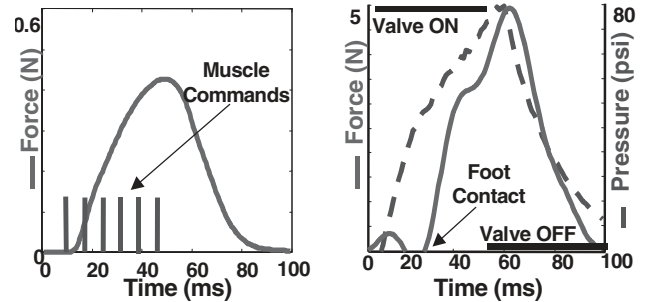 0.6
Force (N)
Muscle
Commands
0
0 20 40 60 80 100
Time (ms)
5
Valve ON
80
Force (N)
Pressure (psi)
Foot
Contact
Valve OFF
0 20 40 60 80 100
Time (ms)